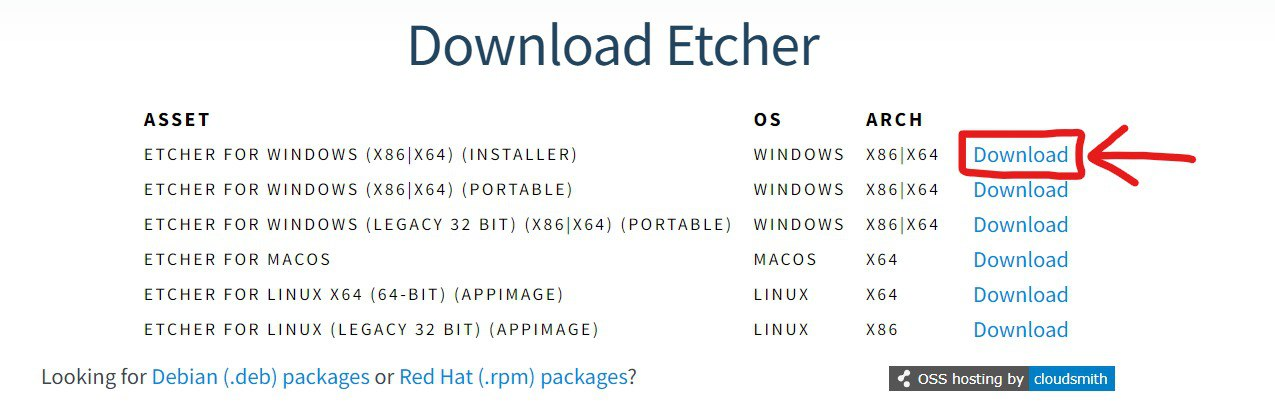 Download Etcher
ASSET OS ARCH
ETCHER FOR WINDOWS (X86|X64) (INSTALLER) WINDOWS X86|X64 Download
ETCHER FOR WINDOWS (X86|X64) (PORTABLE) WINDOWS X86|X64 Download
ETCHER FOR WINDOWS (LEGACY 32 BIT) (X86|X64) (PORTABLE) WINDOWS X86|X64 Download
ETCHER FOR MACOS MACOS X64 Download
ETCHER FOR LINUX X64 (64-BIT) (APPIMAGE) LINUX X64 Download
ETCHER FOR LINUX (LEGACY 32 BIT) (APPIMAGE) LINUX X86 Download
Looking for Debian (.deb) packages or Red Hat (.rpm) packages? OSS hosting by cloudsmith